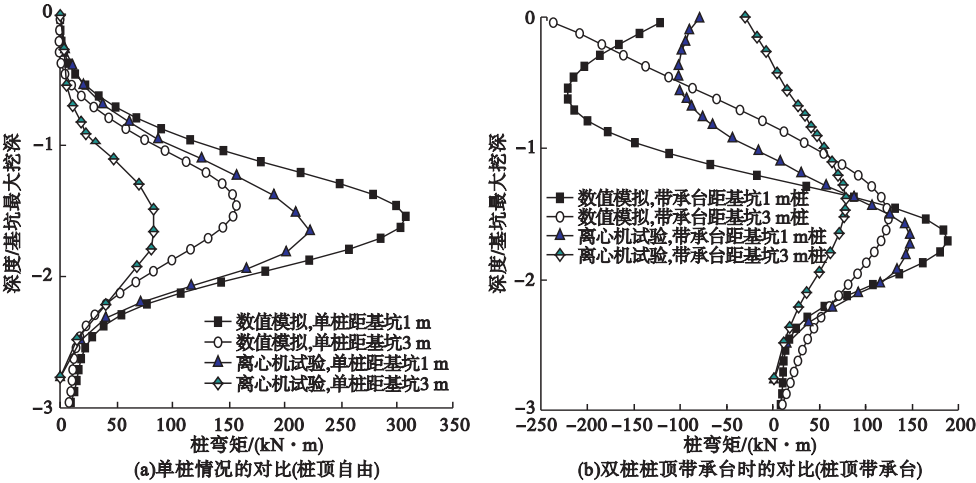 0
−1
−2
−3
深度/基坑最大挖深
数值模拟,单桩距基坑1 m
数值模拟,单桩距基坑3 m
离心机试验,单桩距基坑1 m
离心机试验,单桩距基坑3 m
0 50 100 150 200 250 300 350
桩弯矩/(kN·m)
(a)单桩情况的对比(桩顶自由)
0
−1
−2
−3
深度/基坑最大挖深
数值模拟,带承台距基坑1 m桩
数值模拟,带承台距基坑3 m桩
离心机试验,带承台距基坑1 m桩
离心机试验,带承台距基坑3 m桩
−250 −200 −150 −100 −50 0 50 100 150 200
桩弯矩/(kN·m)
(b)双桩桩顶带承台时的对比(桩顶带承台)